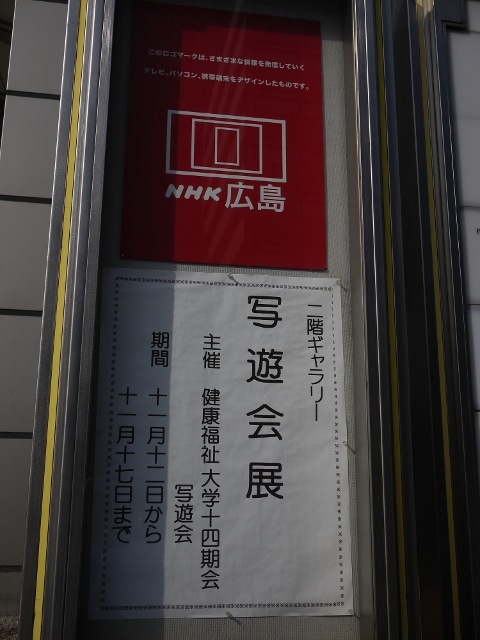 このロゴマークは、さまざまな情報を発信していく
テレビ、パソコン、携帯端末をデザインしたものです。
NHK広島
二階ギャラリー
写遊会展
主催 健康福祉大学十四期会
写遊会
期間 十一月十二日から
十一月十七日まで